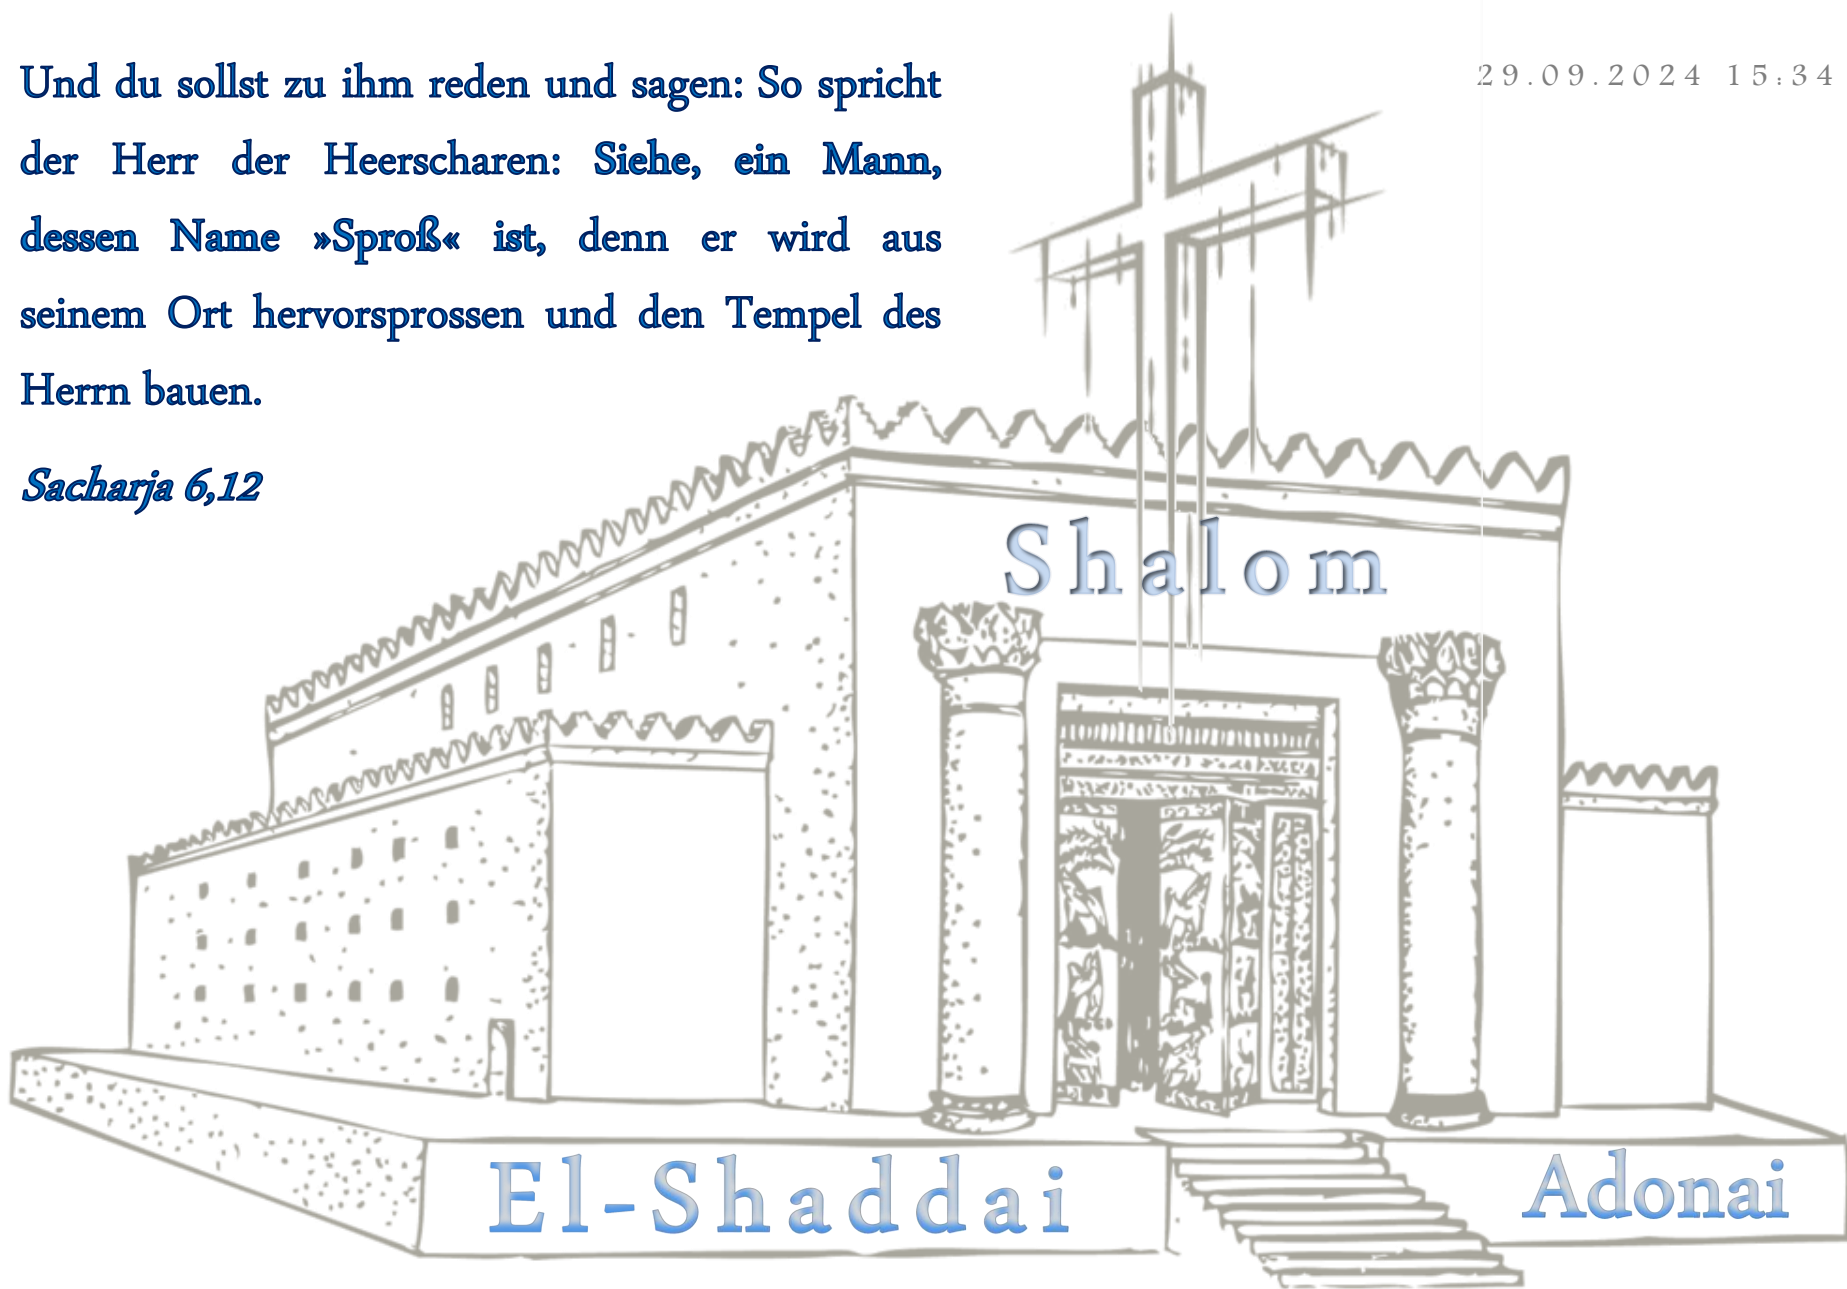 Und du sollst zu ihm reden und sagen: So spricht
der Herr der Heerscharen: Siehe, ein Mann,
dessen Name »Sproß« ist, denn er wird aus
seinem Ort hervorsprossen und den Tempel des
Herrn bauen.
Sacharja 6,12
29.09.2024 15:34
Shalom
El-Shaddai
Adonai